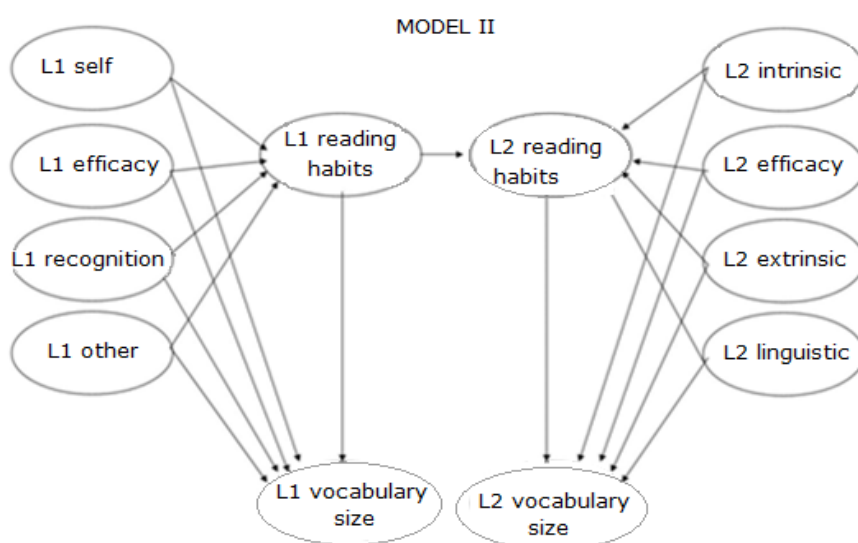 MODEL II
L1 self
L1 efficacy
L1 recognition
L1 other
L1 reading
habits
L2 reading
habits
L2 intrinsic
L2 efficacy
L2 extrinsic
L2 linguistic
L1 vocabulary
size
L2 vocabulary
size